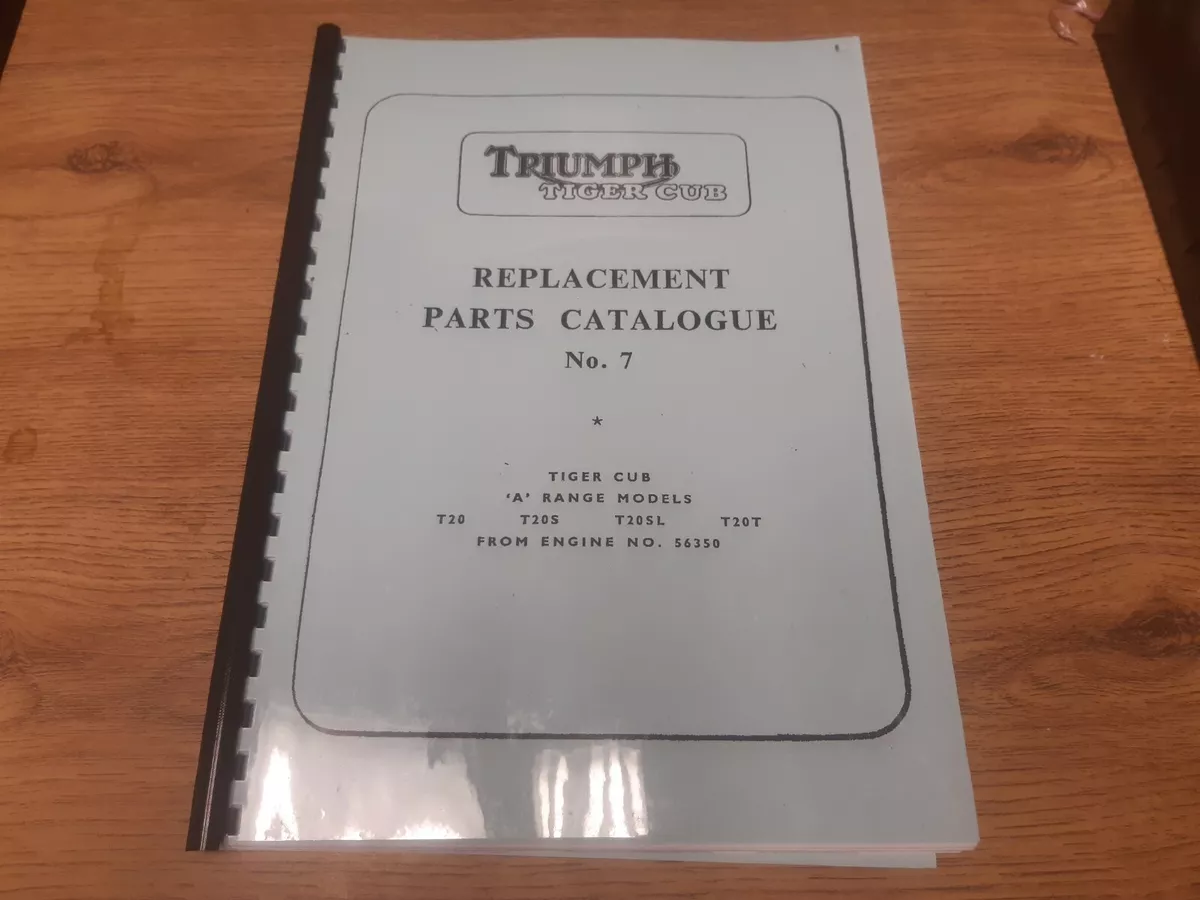 TRIUMPH
TIGER CUB
REPLACEMENT
PARTS CATALOGUE
No. 7
*
TIGER CUB
'A' RANGE MODELS
T20 T20S T20SL T20T
FROM ENGINE NO. 56350